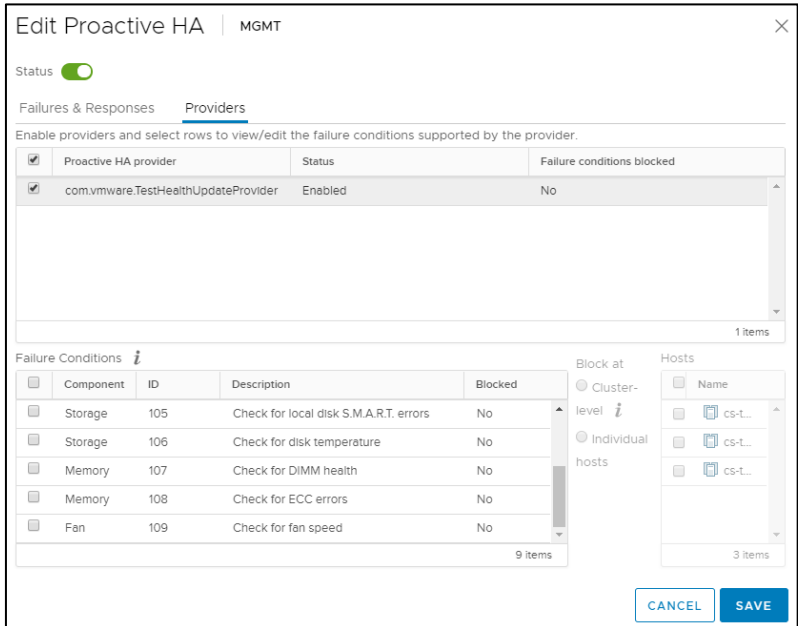 Edit Proactive HA | MGMT
Status
Failures & Responses Providers
Enable providers and select rows to view/edit the failure conditions supported by the provider.
Proactive HA provider Status Failure conditions blocked
com.vmware.TestHealthUpdateProvider Enabled No
1 items
Failure Conditions i
Block at
Cluster-
level i
Individual
hosts
Hosts
Component ID Description Blocked
Storage 105 Check for local disk S.M.A.R.T. errors No
Storage 106 Check for disk temperature No
Memory 107 Check for DIMM health No
Memory 108 Check for ECC errors No
Fan 109 Check for fan speed No
9 items
Name
cs-t...
cs-t...
cs-t...
3 items
CANCEL SAVE